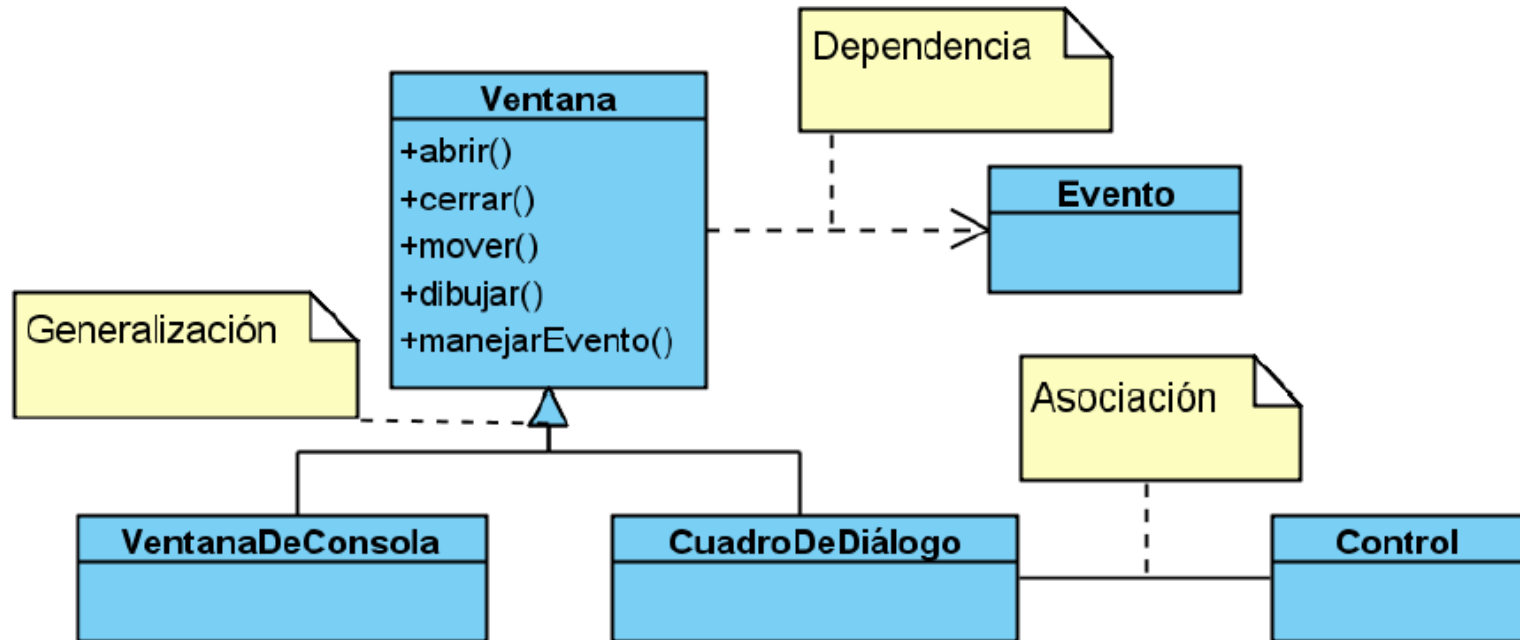 Dependencia
Ventana
+abrir()
+cerrar()
+mover()
+dibujar()
+manejarEvento()
Evento
Generalización
Asociación
VentanaDeConsola
CuadroDeDiálogo
Control